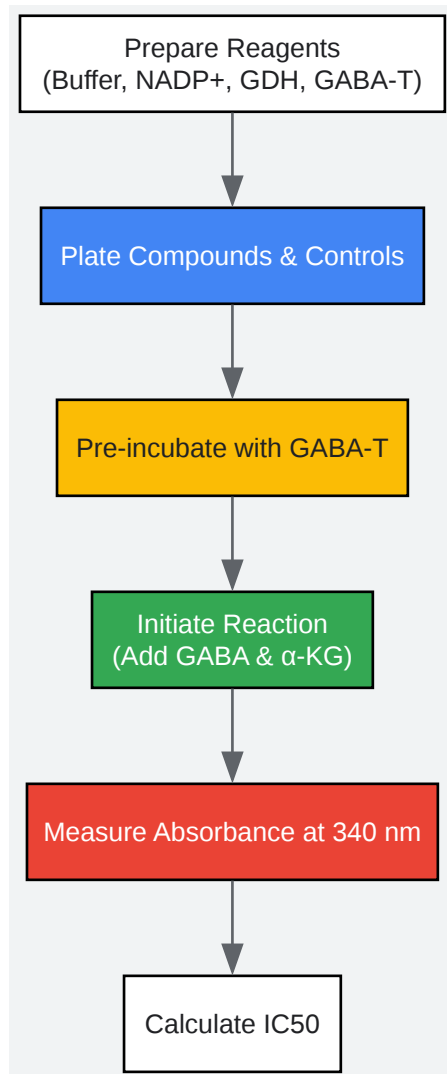 Prepare Reagents
(Buffer, NADP+, GDH, GABA-T)
Plate Compounds & Controls
Pre-incubate with GABA-T
Initiate Reaction
(Add GABA & α-KG)
Measure Absorbance at 340 nm
Calculate IC50